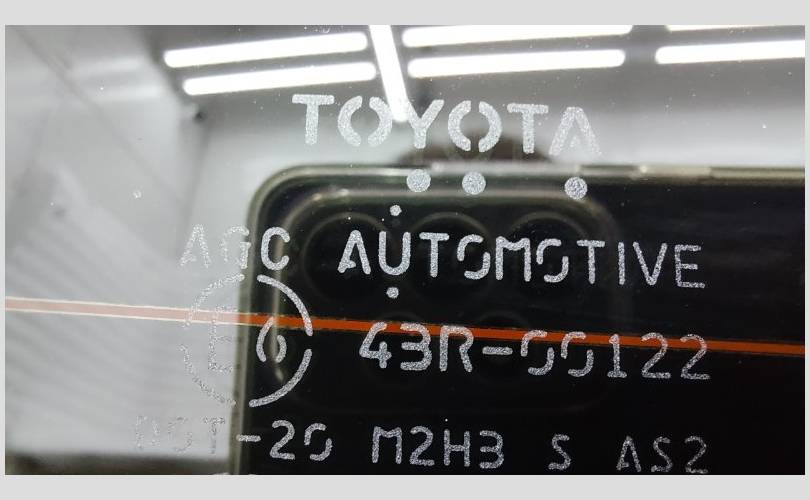 TOYOTA
AGC AUTOMOTIVE
E6 43R-00122
DOT-20 M2H3 S AS2